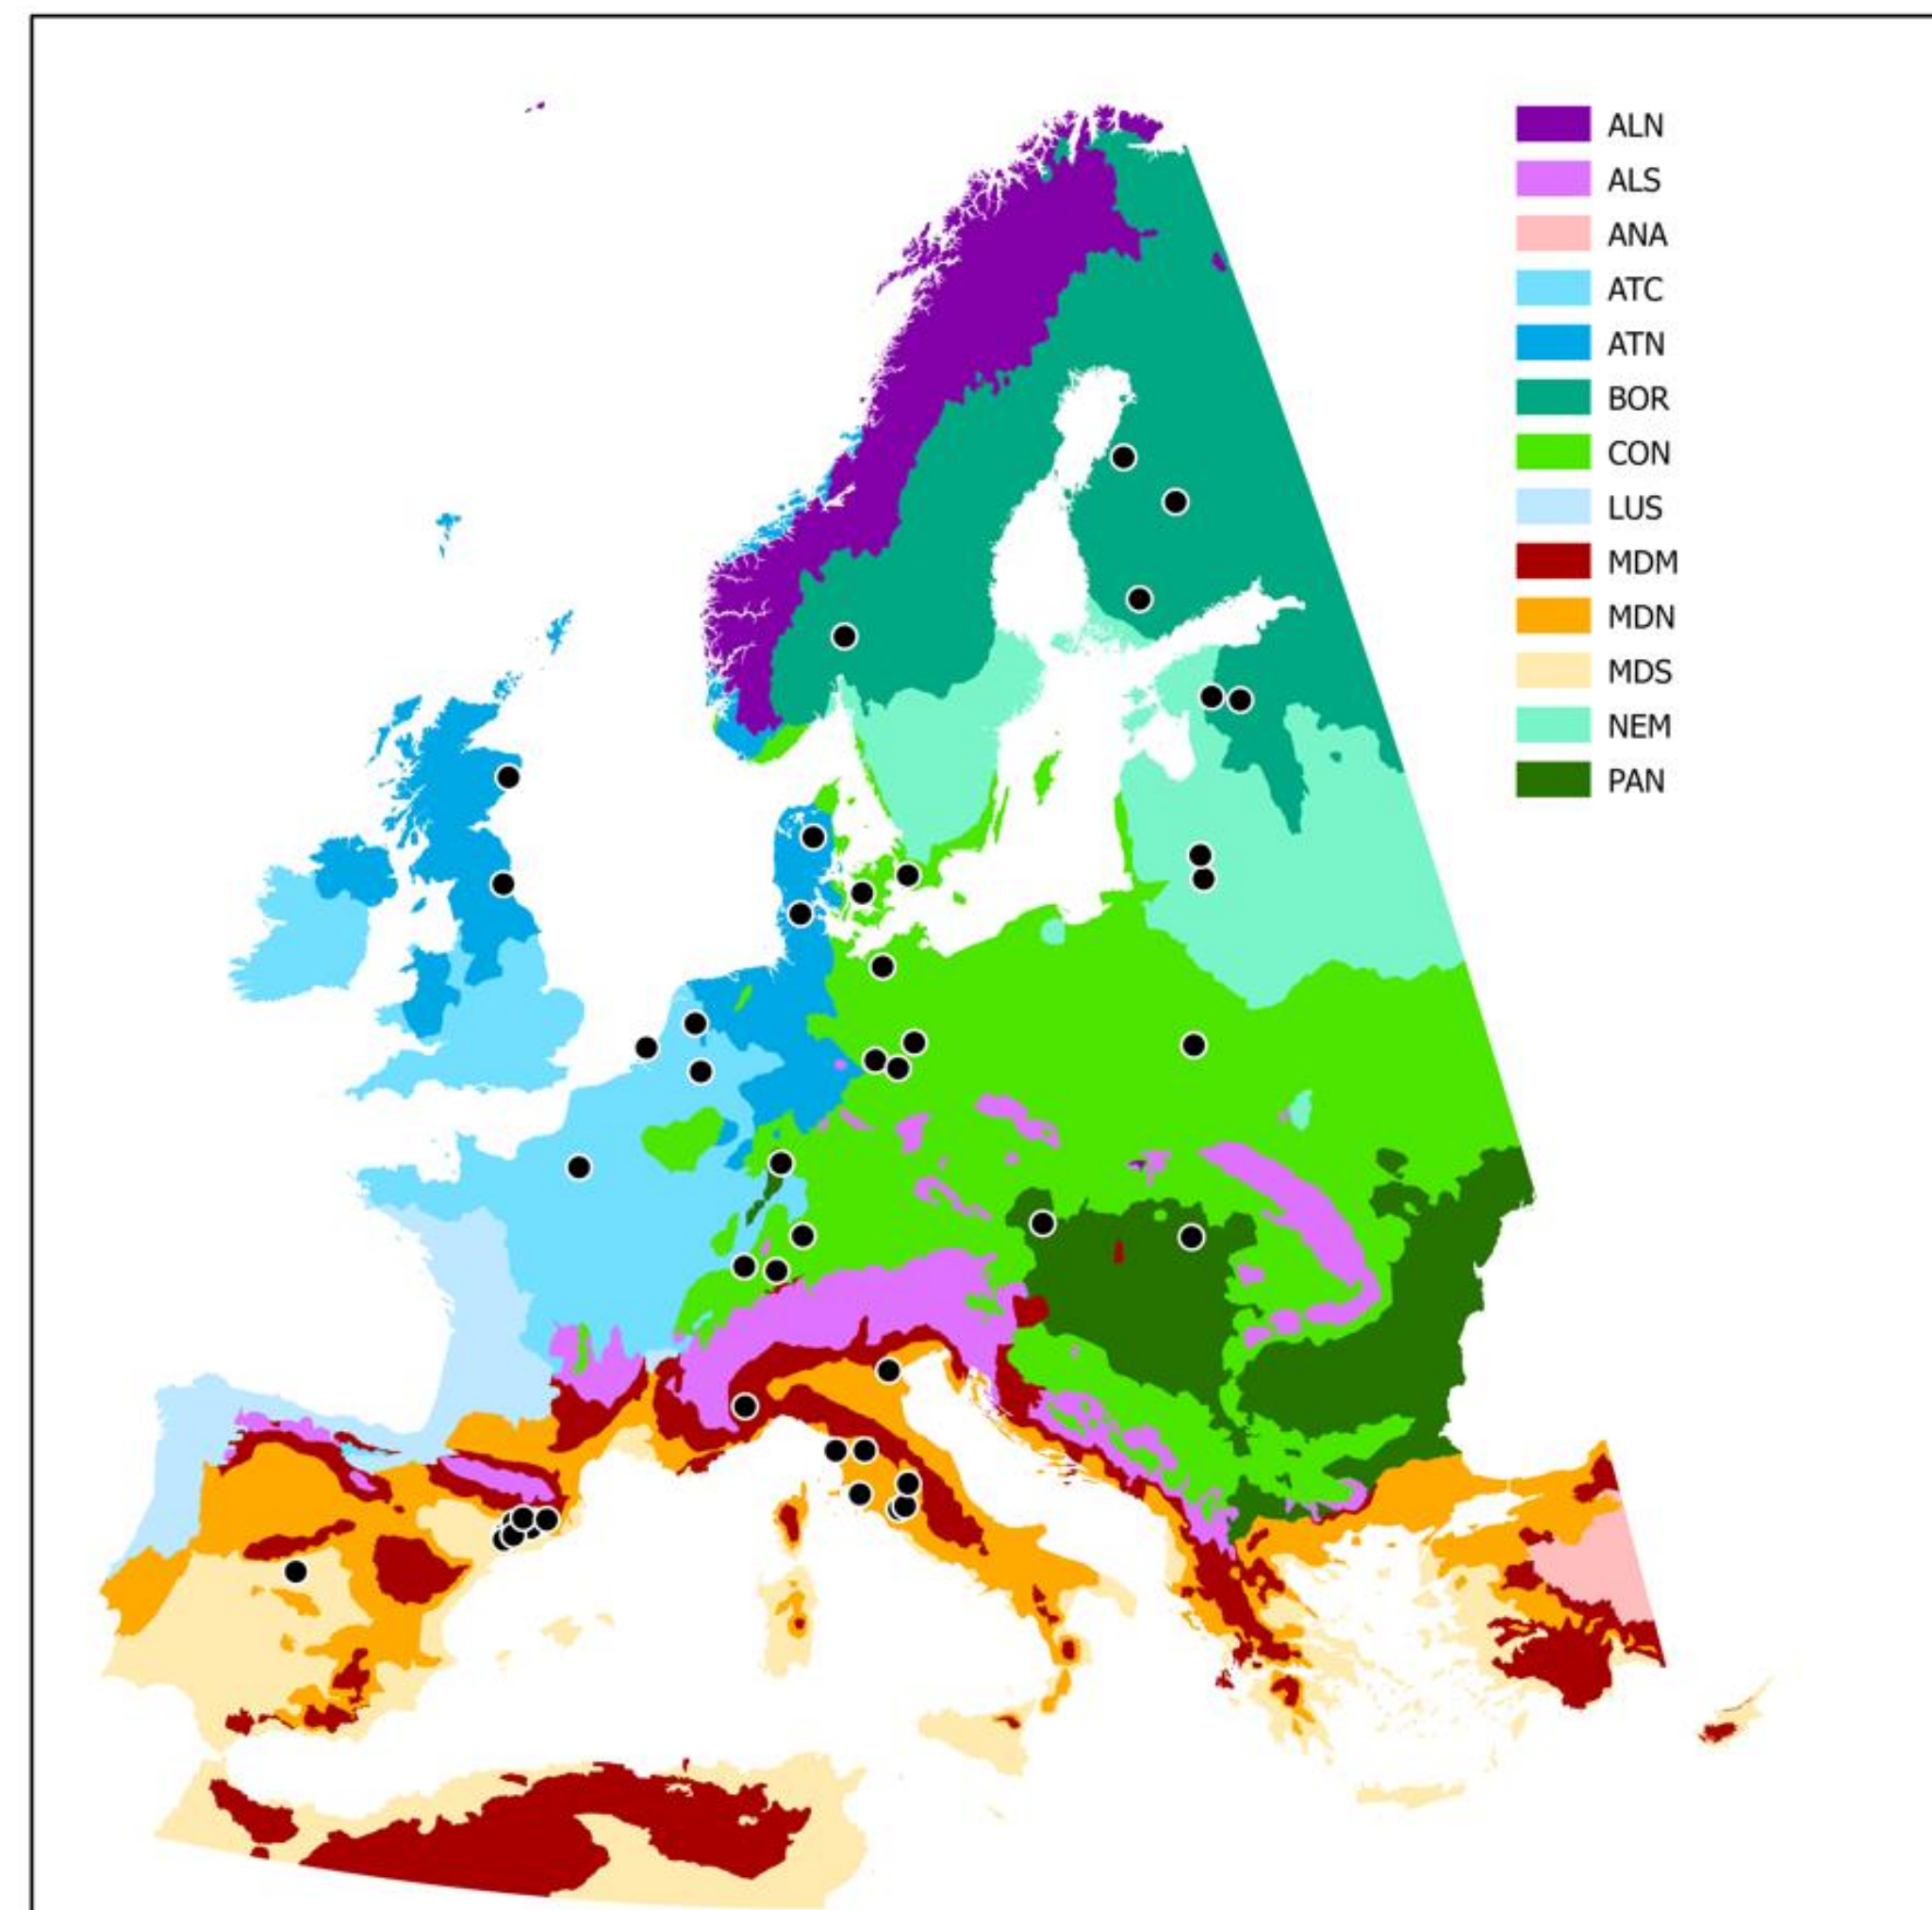 ALN
ALS
ANA
ATC
ATN
BOR
CON
LUS
MDM
MDN
MDS
NEM
PAN